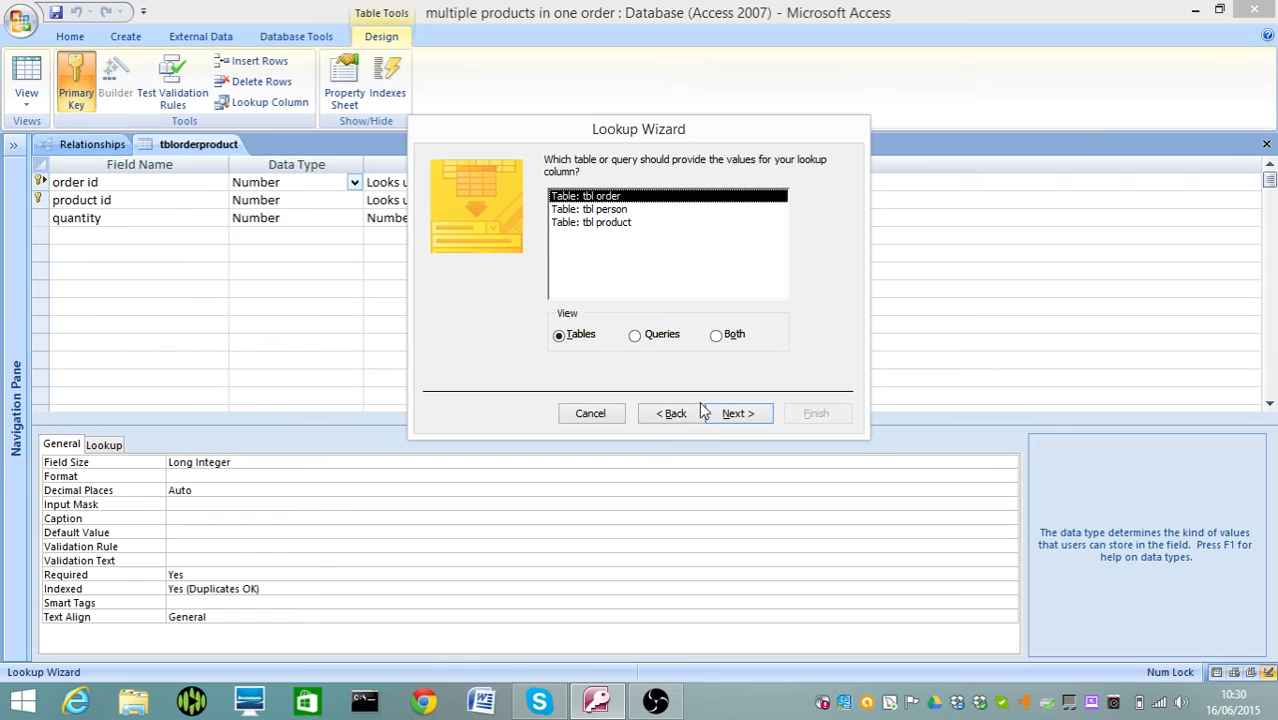 Table Tools
multiple products in one order : Database (Access 2007) - Microsoft Access
Home
Create
External Data
Database Tools
Design
View
Primary Key
Builder
Test Validation Rules
Insert Rows
Delete Rows
Lookup Column
Property Sheet
Indexes
Views
Tools
Show/Hide
Relationships
tblorderproduct
Field Name
Data Type
order id
Number
Looks u
product id
Number
Looks u
quantity
Number
Numbe
Navigation Pane
Lookup Wizard
Which table or query should provide the values for your lookup
column?
Table: tbl order
Table: tbl person
Table: tbl product
View
Tables
Queries
Both
Cancel
< Back
Next >
Finish
General
Lookup
Field Size
Long Integer
Format
Decimal Places
Auto
Input Mask
Caption
Default Value
Validation Rule
Validation Text
Required
Yes
Indexed
Yes (Duplicates OK)
Smart Tags
Text Align
General
The data type determines the kind of values
that users can store in the field. Press F1 for
help on data types.
Lookup Wizard
Num Lock
10:30
16/06/2015